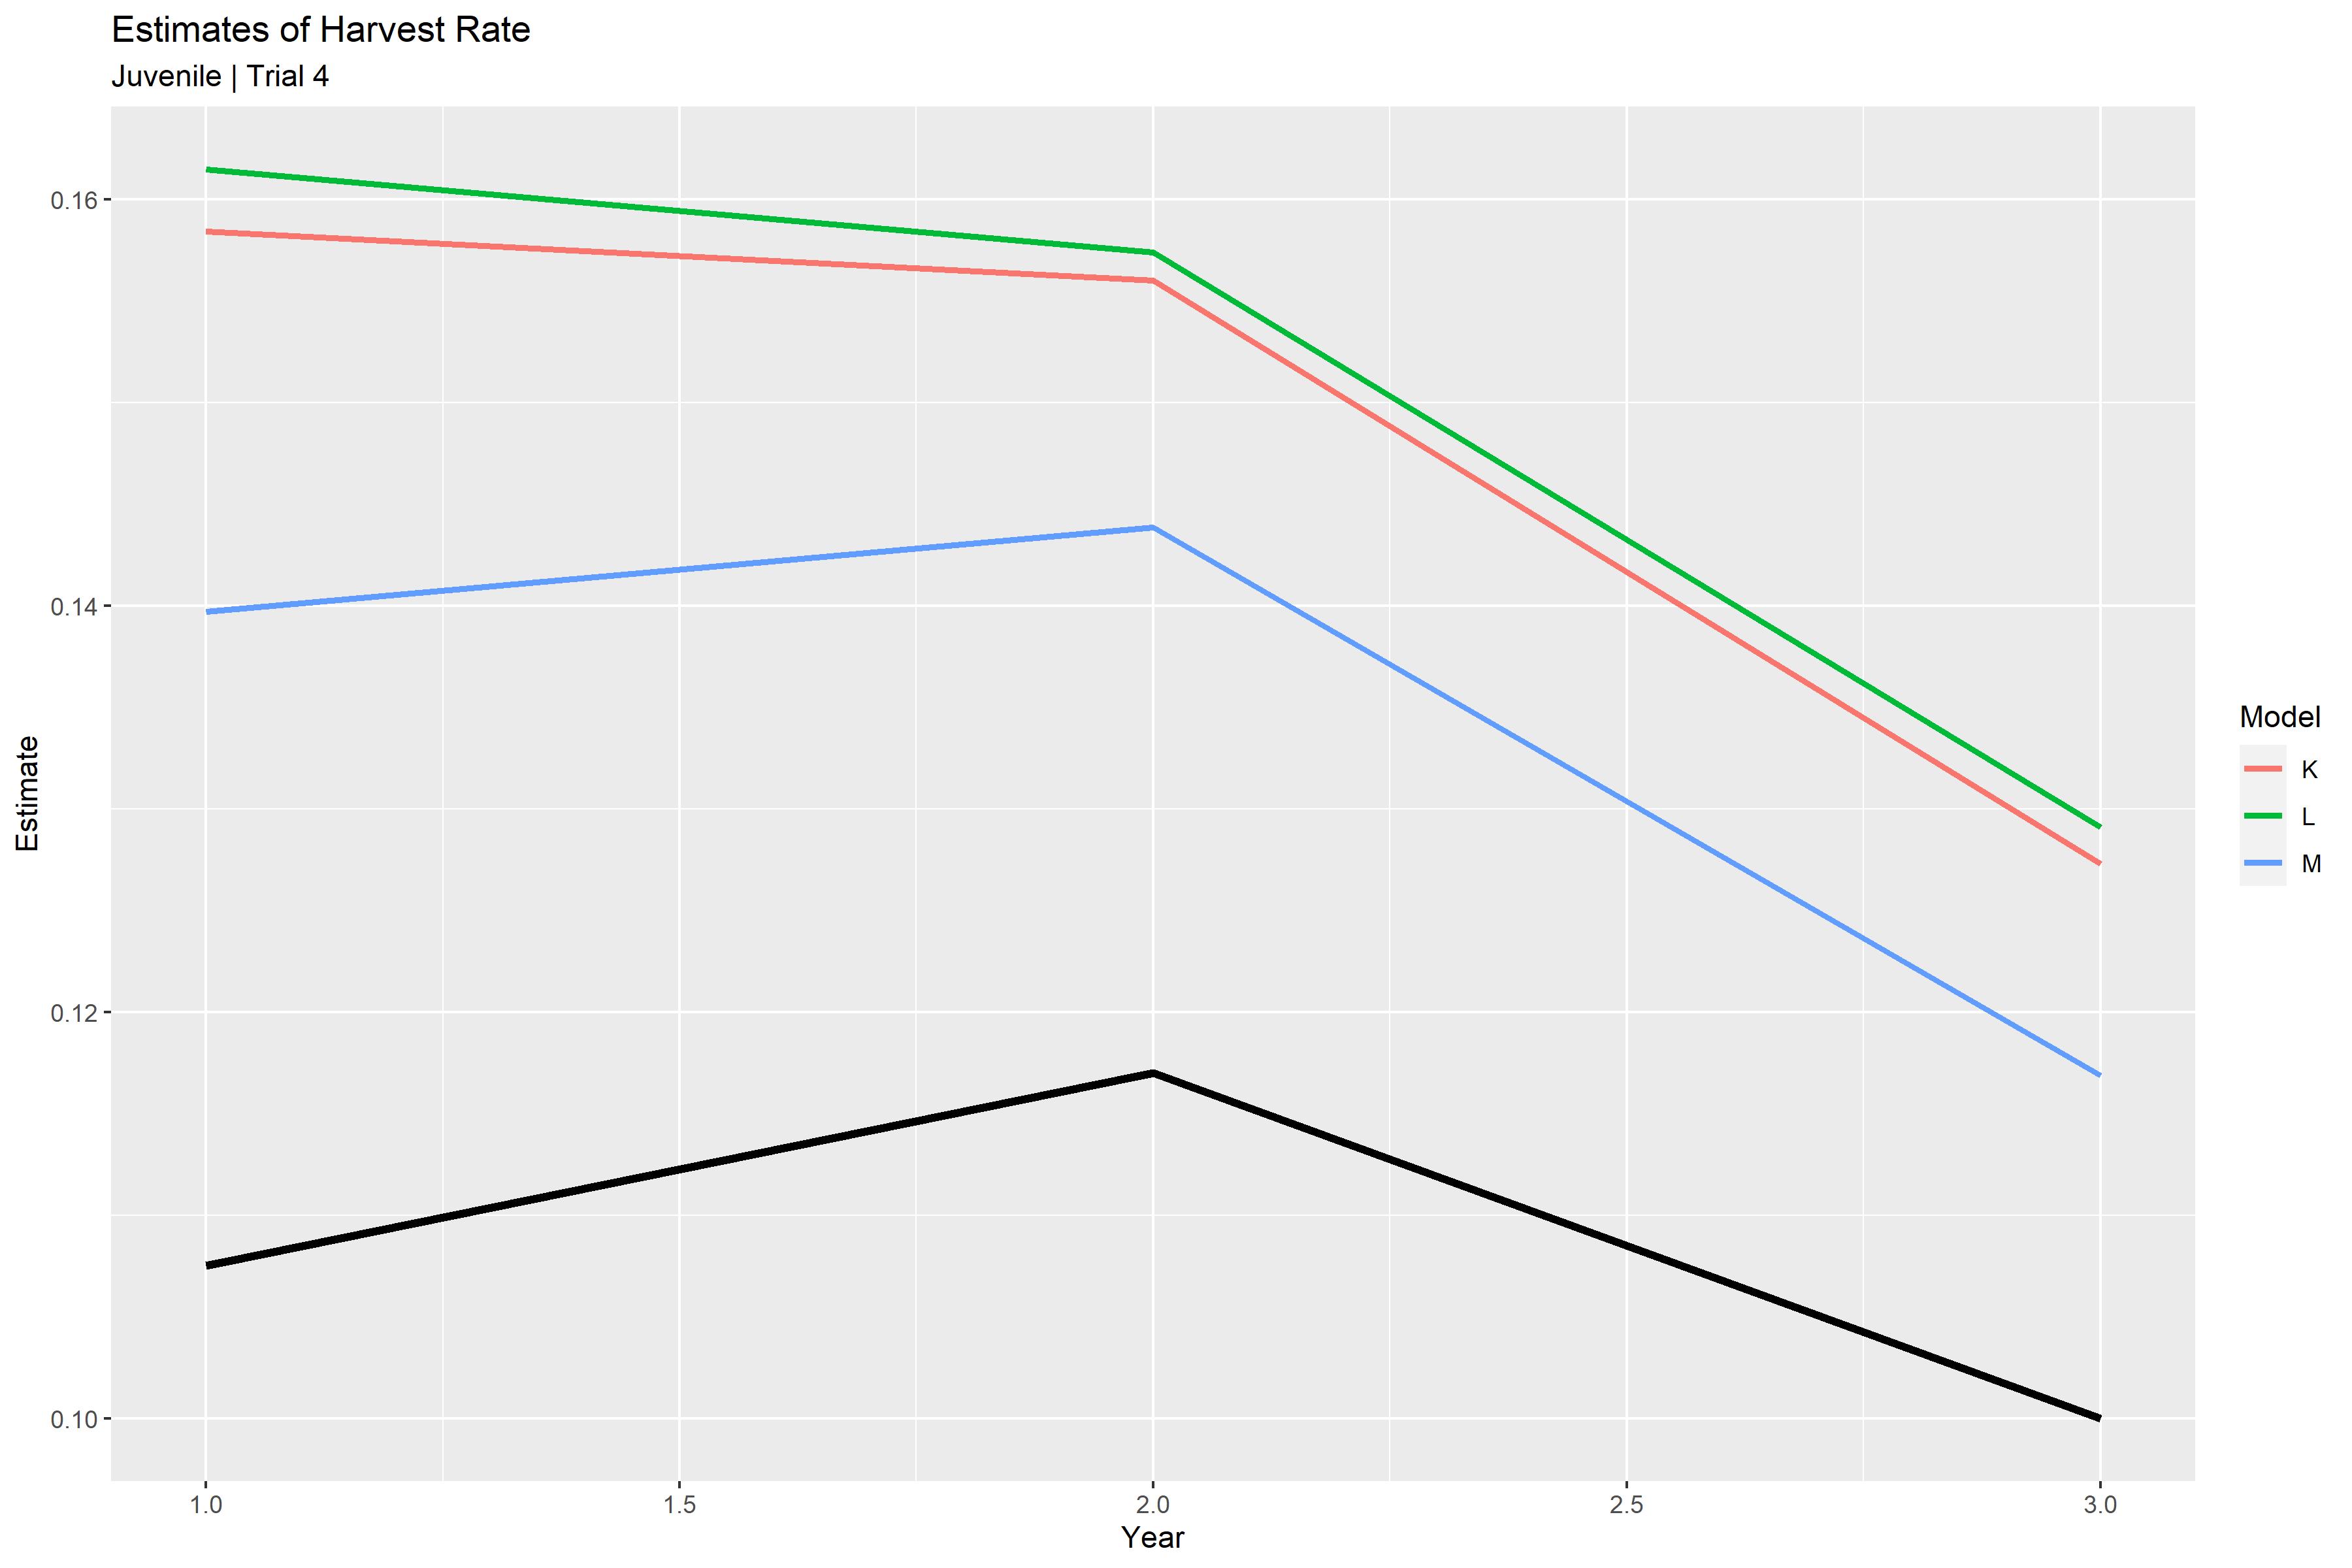 Estimates of Harvest Rate
Juvenile | Trial 4
0.16
0.14
0.12
0.10
Estimate
1.0
1.5
2.0
2.5
3.0
Year
Model
K
L
M